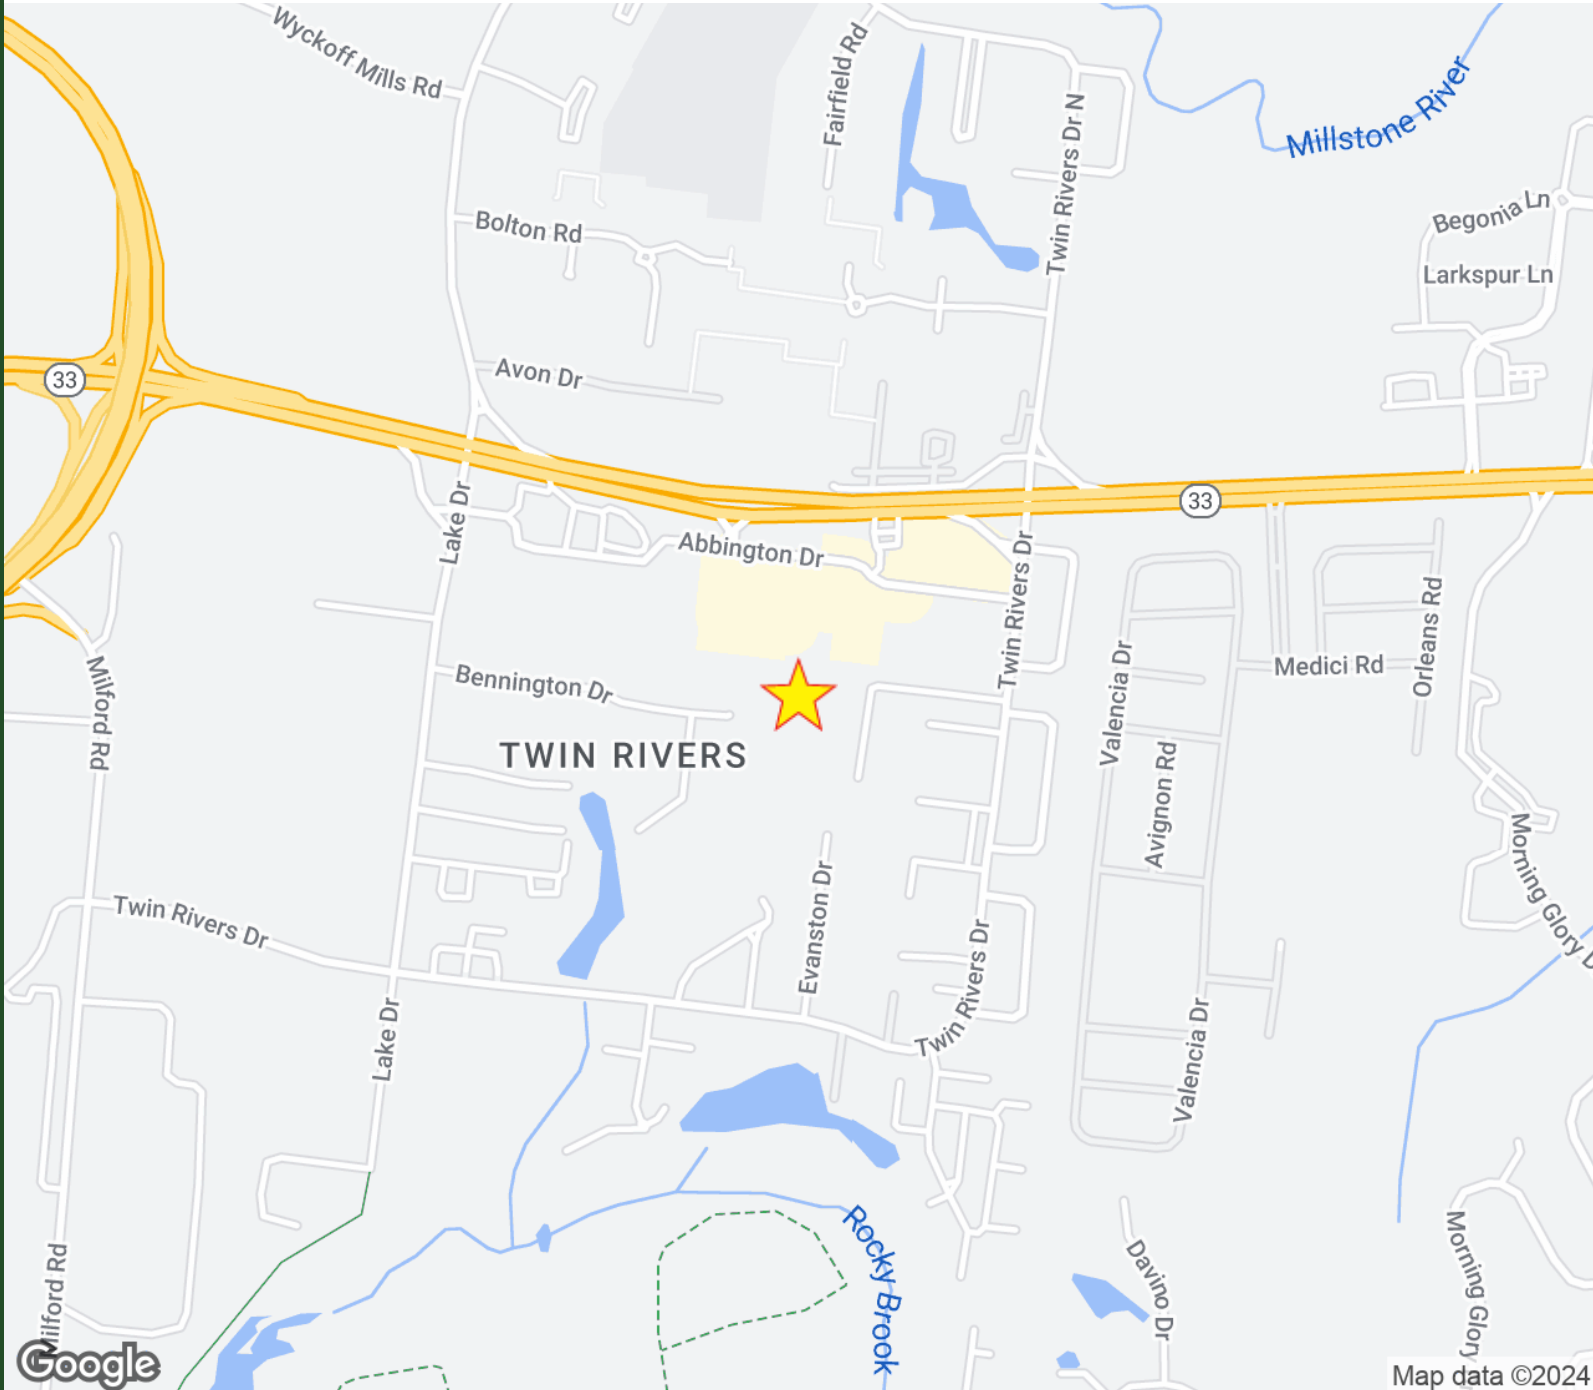 Wyckoff Mills Rd
Fairfield Rd
Twin Rivers Dr N
Millstone River
Begonia Ln
Larkspur Ln
Bolton Rd
Avon Dr
33
33
Lake Dr
Abbington Dr
Twin Rivers Dr
Orleans Rd
Medici Rd
Valencia Dr
Milford Rd
Bennington Dr
TWIN RIVERS
Avignon Rd
Morning Glory D
Evanston Dr
Twin Rivers Dr
Twin Rivers Dr
Lake Dr
Valencia Dr
Rocky Brook
Davino Dr
Morning Glory
Milford Rd
Google
Map data ©2024